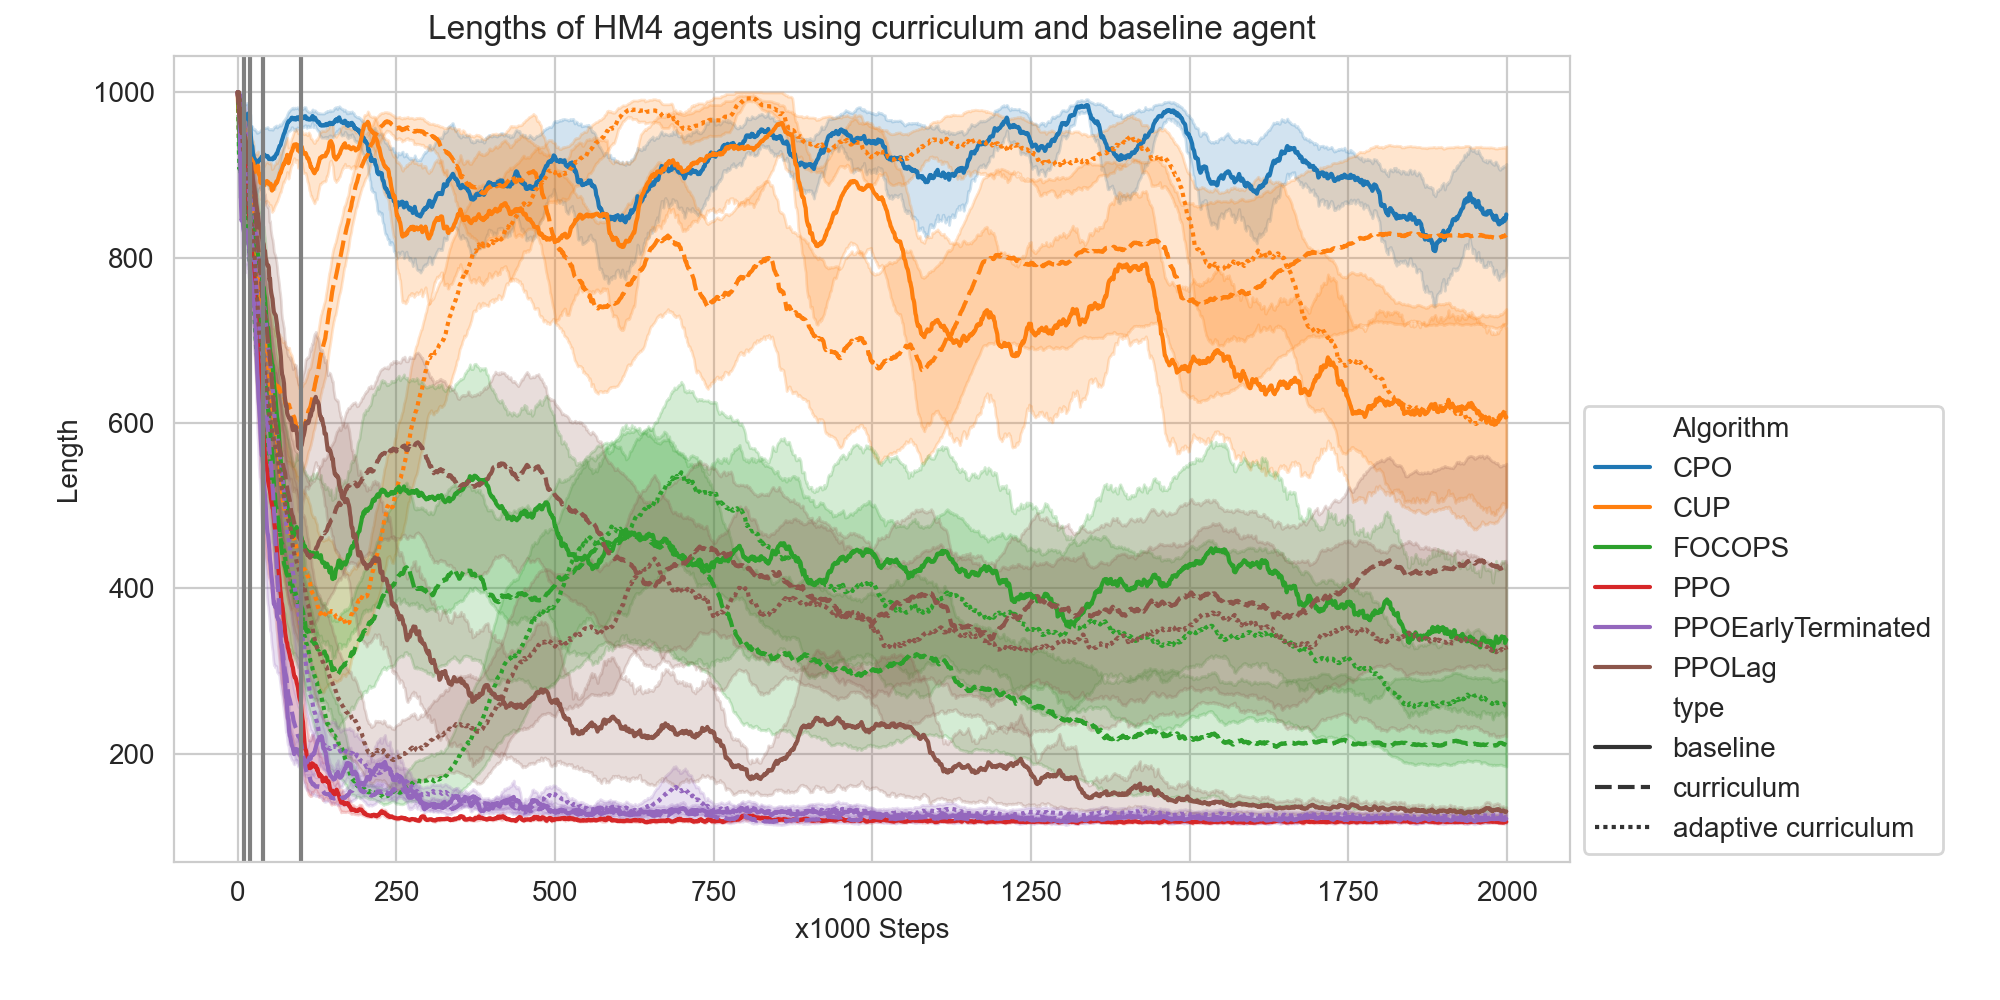 Lengths of HM4 agents using curriculum and baseline agent
1000
800
600
400
200
Length
0 250 500 750 1000 1250 1500 1750 2000
x1000 Steps
Algorithm
CPO
CUP
FOCOPS
PPO
PPOEarlyTerminated
PPOLag
type
baseline
curriculum
adaptive curriculum